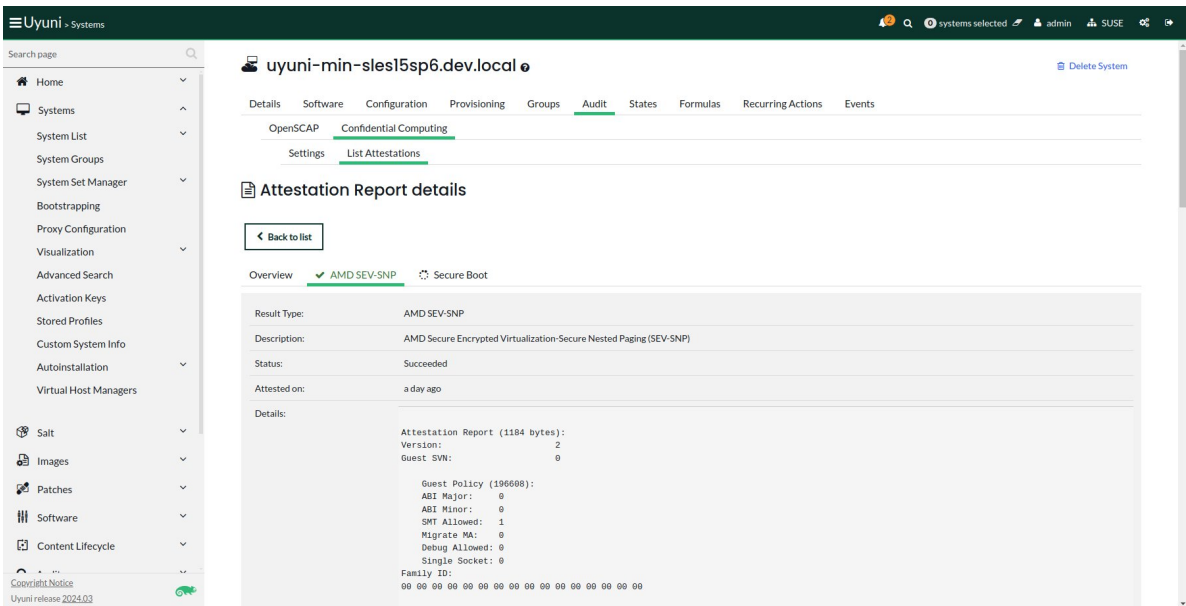 Uyuni > Systems
2
0 systems selected
admin
SUSE
Search page
Home
Systems
System List
System Groups
System Set Manager
Bootstrapping
Proxy Configuration
Visualization
Advanced Search
Activation Keys
Stored Profiles
Custom System Info
Autoinstallation
Virtual Host Managers
Salt
Images
Patches
Software
Content Lifecycle
Copyright Notice
Uyuni release 2024.03
uyuni-min-sles15sp6.dev.local
Delete System
Details Software Configuration Provisioning Groups Audit States Formulas Recurring Actions Events
OpenSCAP Confidential Computing
Settings List Attestations
Attestation Report details
Back to list
Overview AMD SEV-SNP Secure Boot
Result Type: AMD SEV-SNP
Description: AMD Secure Encrypted Virtualization-Secure Nested Paging (SEV-SNP)
Status: Succeeded
Attested on: a day ago
Details:
Attestation Report (1184 bytes):
Version: 2
Guest SVN: 0
Guest Policy (196608):
ABI Major: 0
ABI Minor: 0
SMT Allowed: 1
Migrate MA: 0
Debug Allowed: 0
Single Socket: 0
Family ID:
00 00 00 00 00 00 00 00 00 00 00 00 00 00 00 00